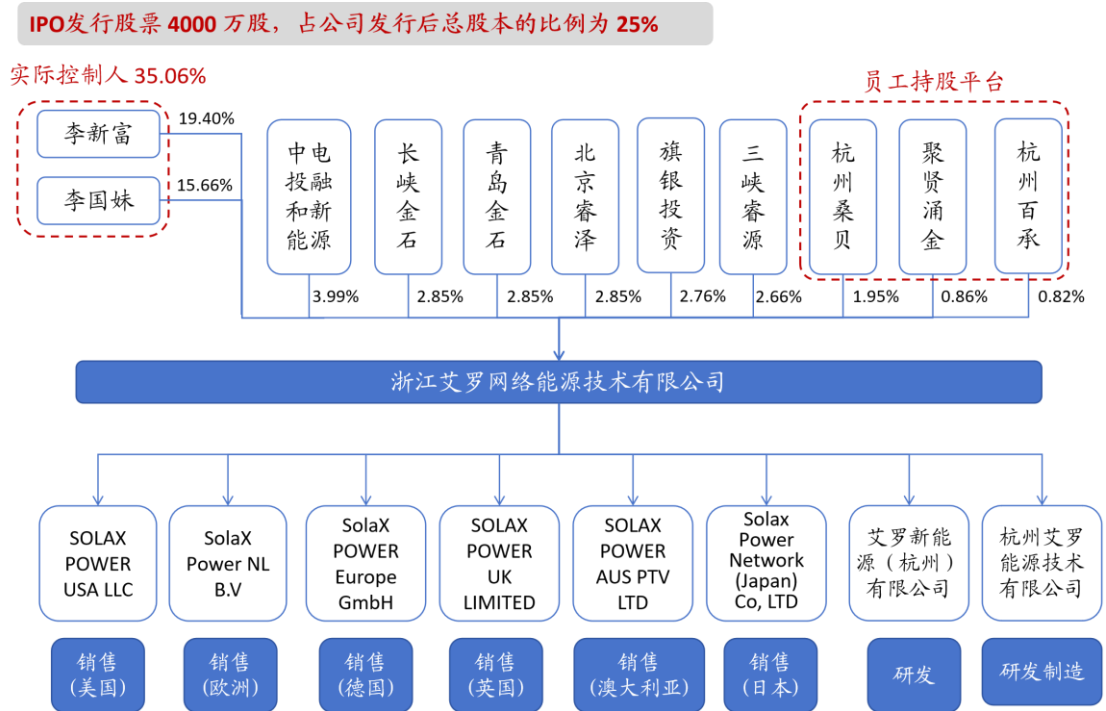 IPO发行股票 4000 万股，占公司发行后总股本的比例为 25%
实际控制人 35.06%
员工持股平台
李新富
19.40%
李国妹
15.66%
中电
投融
和新
能源
长峡金石
青岛金石
北京睿泽
旗银投资
三峡睿源
杭州桑贝
聚贤涌金
杭州百承
3.99%
2.85%
2.85%
2.85%
2.76%
2.66%
1.95%
0.86%
0.82%
浙江艾罗网络能源技术有限公司
SOLAX
POWER
USA LLC
SolaX
Power NL
B.V
SolaX
POWER
Europe
GmbH
SOLAX
POWER
UK
LIMITED
SOLAX
POWER
AUS PTV
LTD
Solax
Power
Network
(Japan)
Co, LTD
艾罗新能
源（杭州）
有限公司
杭州艾罗
能源技术
有限公司
销售
(美国)
销售
(欧洲)
销售
(德国)
销售
(英国)
销售
(澳大利亚)
销售
(日本)
研发
研发制造